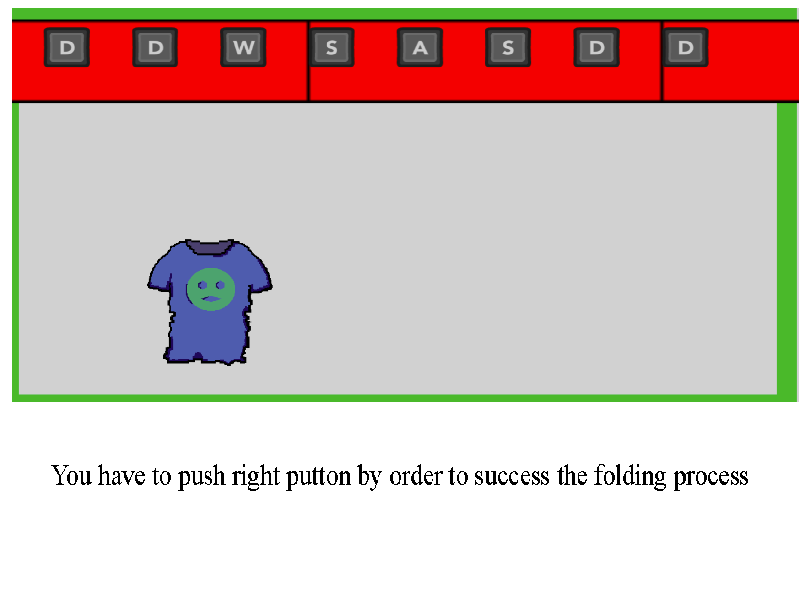 D D W S A S D D
You have to push right putton by order to success the folding process